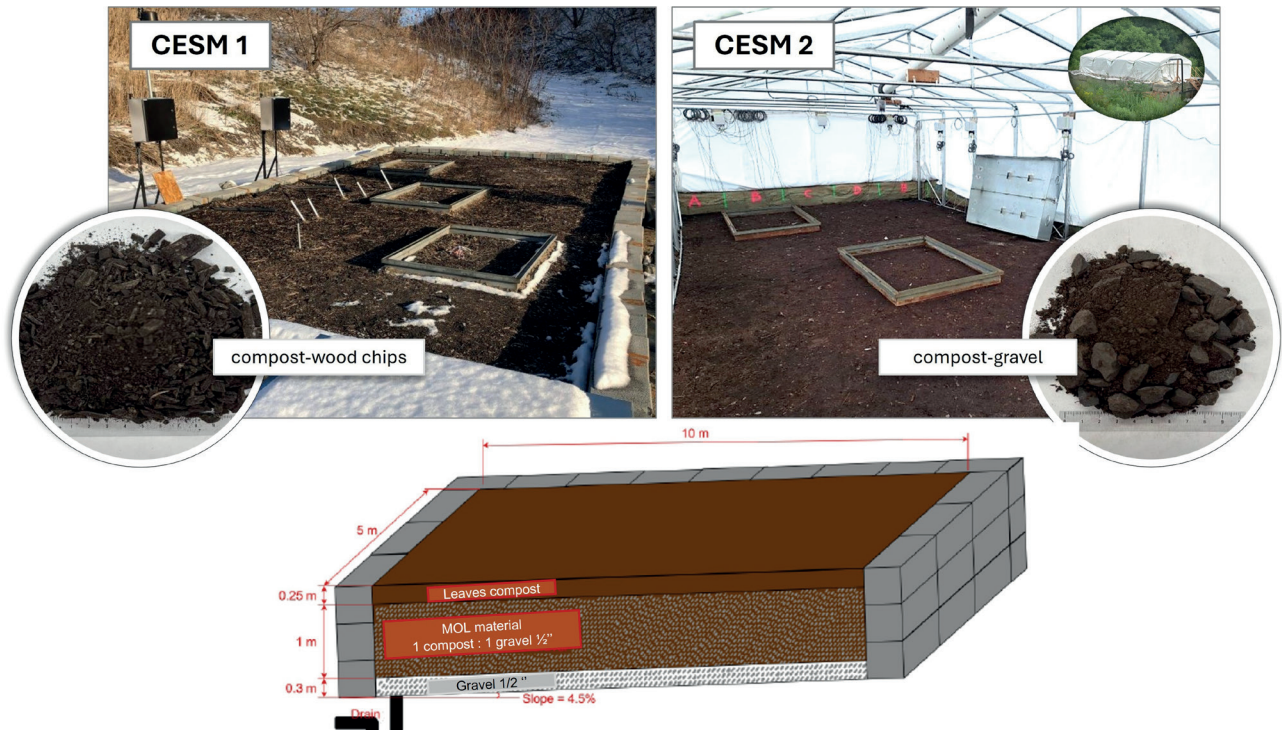 CESM 1
CESM 2
A B C D E
compost-wood chips
compost-gravel
10 m
5 m
0.25 m
Leaves compost
1 m
MOL material
1 compost : 1 gravel ½’’
0.3 m
Gravel 1/2 ‘’
Slope = 4.5%
Drain